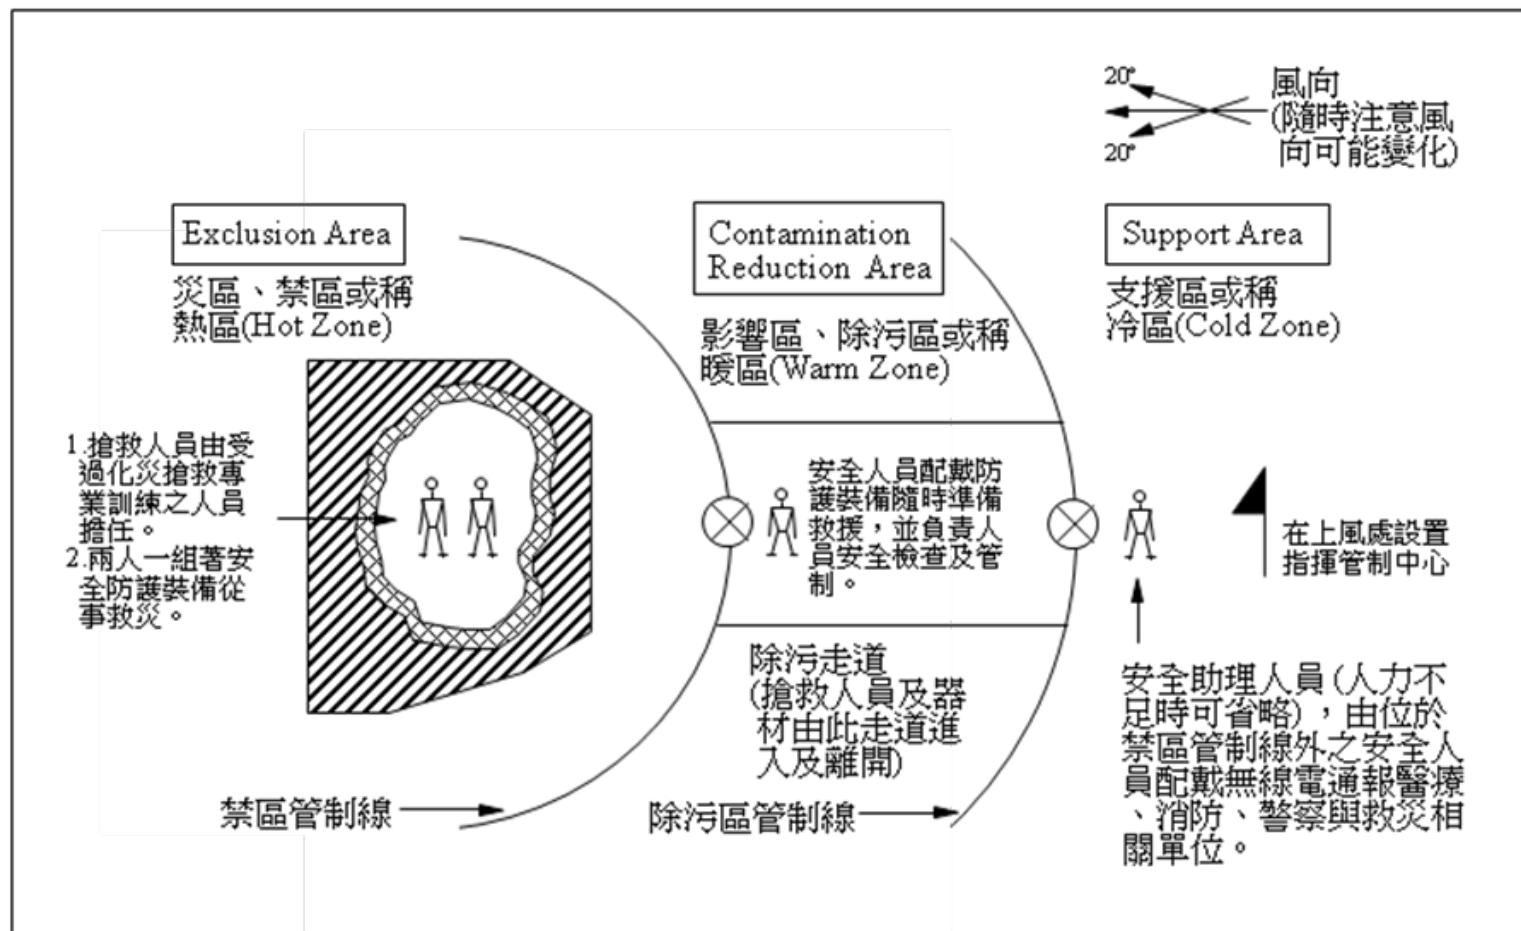 20°
20°
風向
(隨時注意風
向可能變化)
Exclusion Area
災區、禁區或稱
熱區(Hot Zone)
1.搶救人員由受
過化災搶救專
業訓練之人員
擔任。
2.兩人一組著安
全防護裝備從
事救災。
禁區管制線
Contamination
Reduction Area
影響區、除污區或稱
暖區(Warm Zone)
安全人員配戴防
護裝備隨時準備
救援，並負責人
員安全檢查及管
制。
除污走道
(搶救人員及器
材由此走道進
入及離開)
除污區管制線
Support Area
支援區或稱
冷區(Cold Zone)
在上風處設置
指揮管制中心
安全助理人員(人力不
足時可省略)，由位於
禁區管制線外之安全人
員配戴無線電通報醫療
、消防、警察與救災相
關單位。